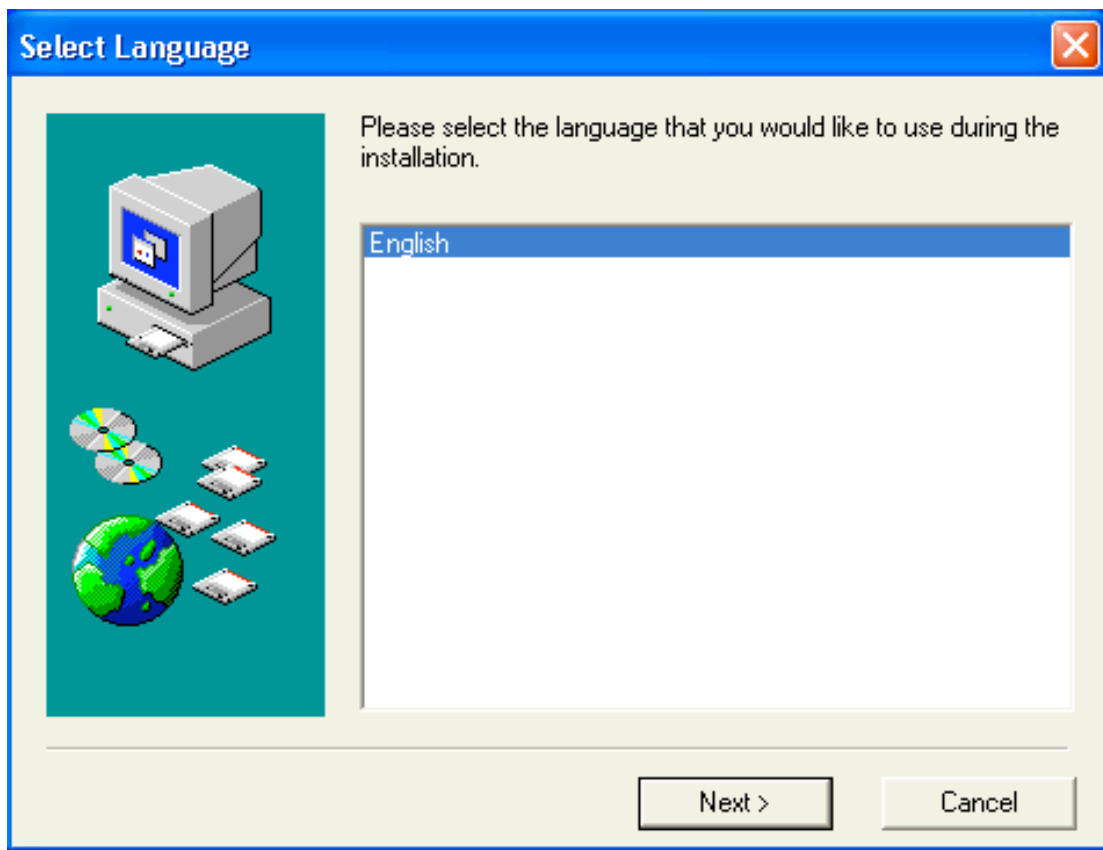 Select Language
Please select the language that you would like to use during the
installation.
English
Next >
Cancel